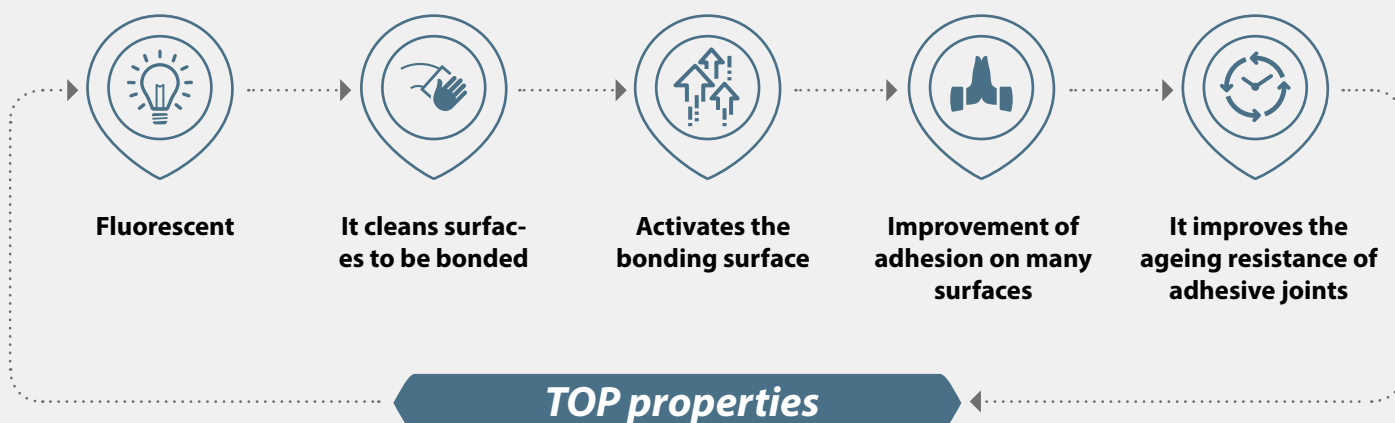 Fluorescent
It cleans surfac-
es to be bonded
Activates the
bonding surface
Improvement of
adhesion on many
surfaces
It improves the
ageing resistance of
adhesive joints
TOP properties